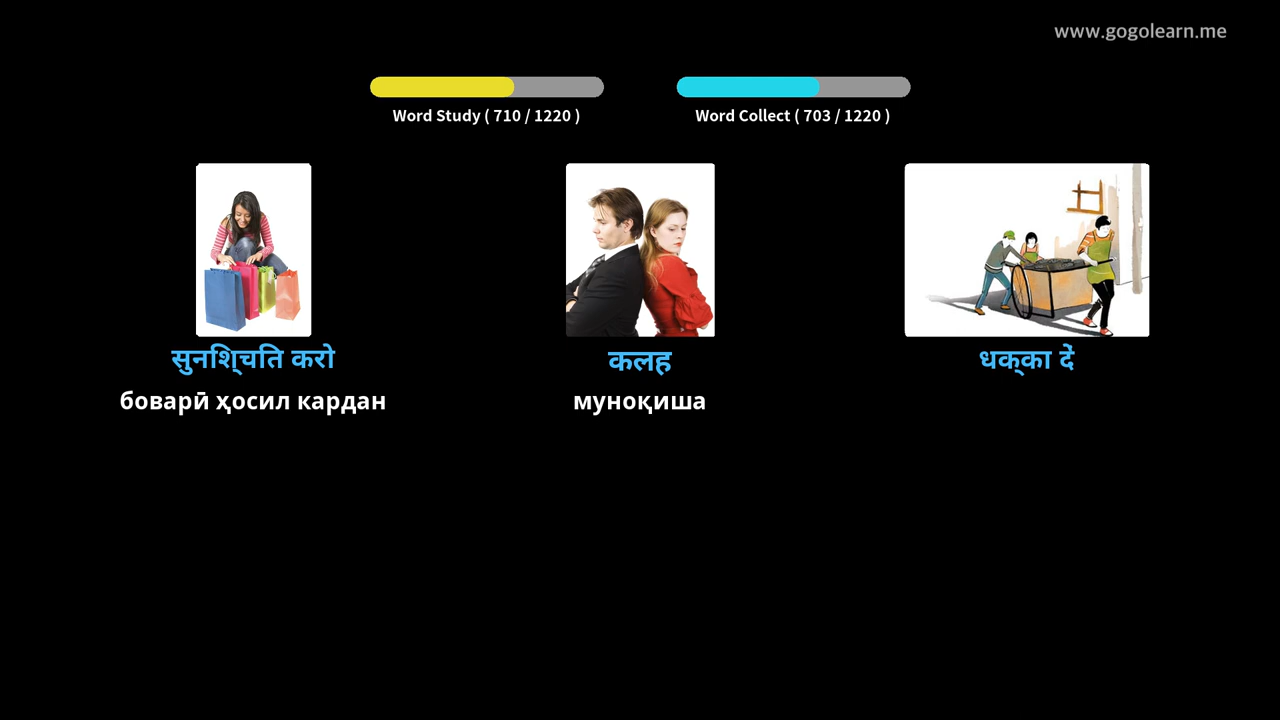 www.gogolearn.me
Word Study ( 710 / 1220 )
Word Collect ( 703 / 1220 )
सुनिश्चित करो
कलह
धक्का दें
боварӣ ҳосил кардан
муноқиша